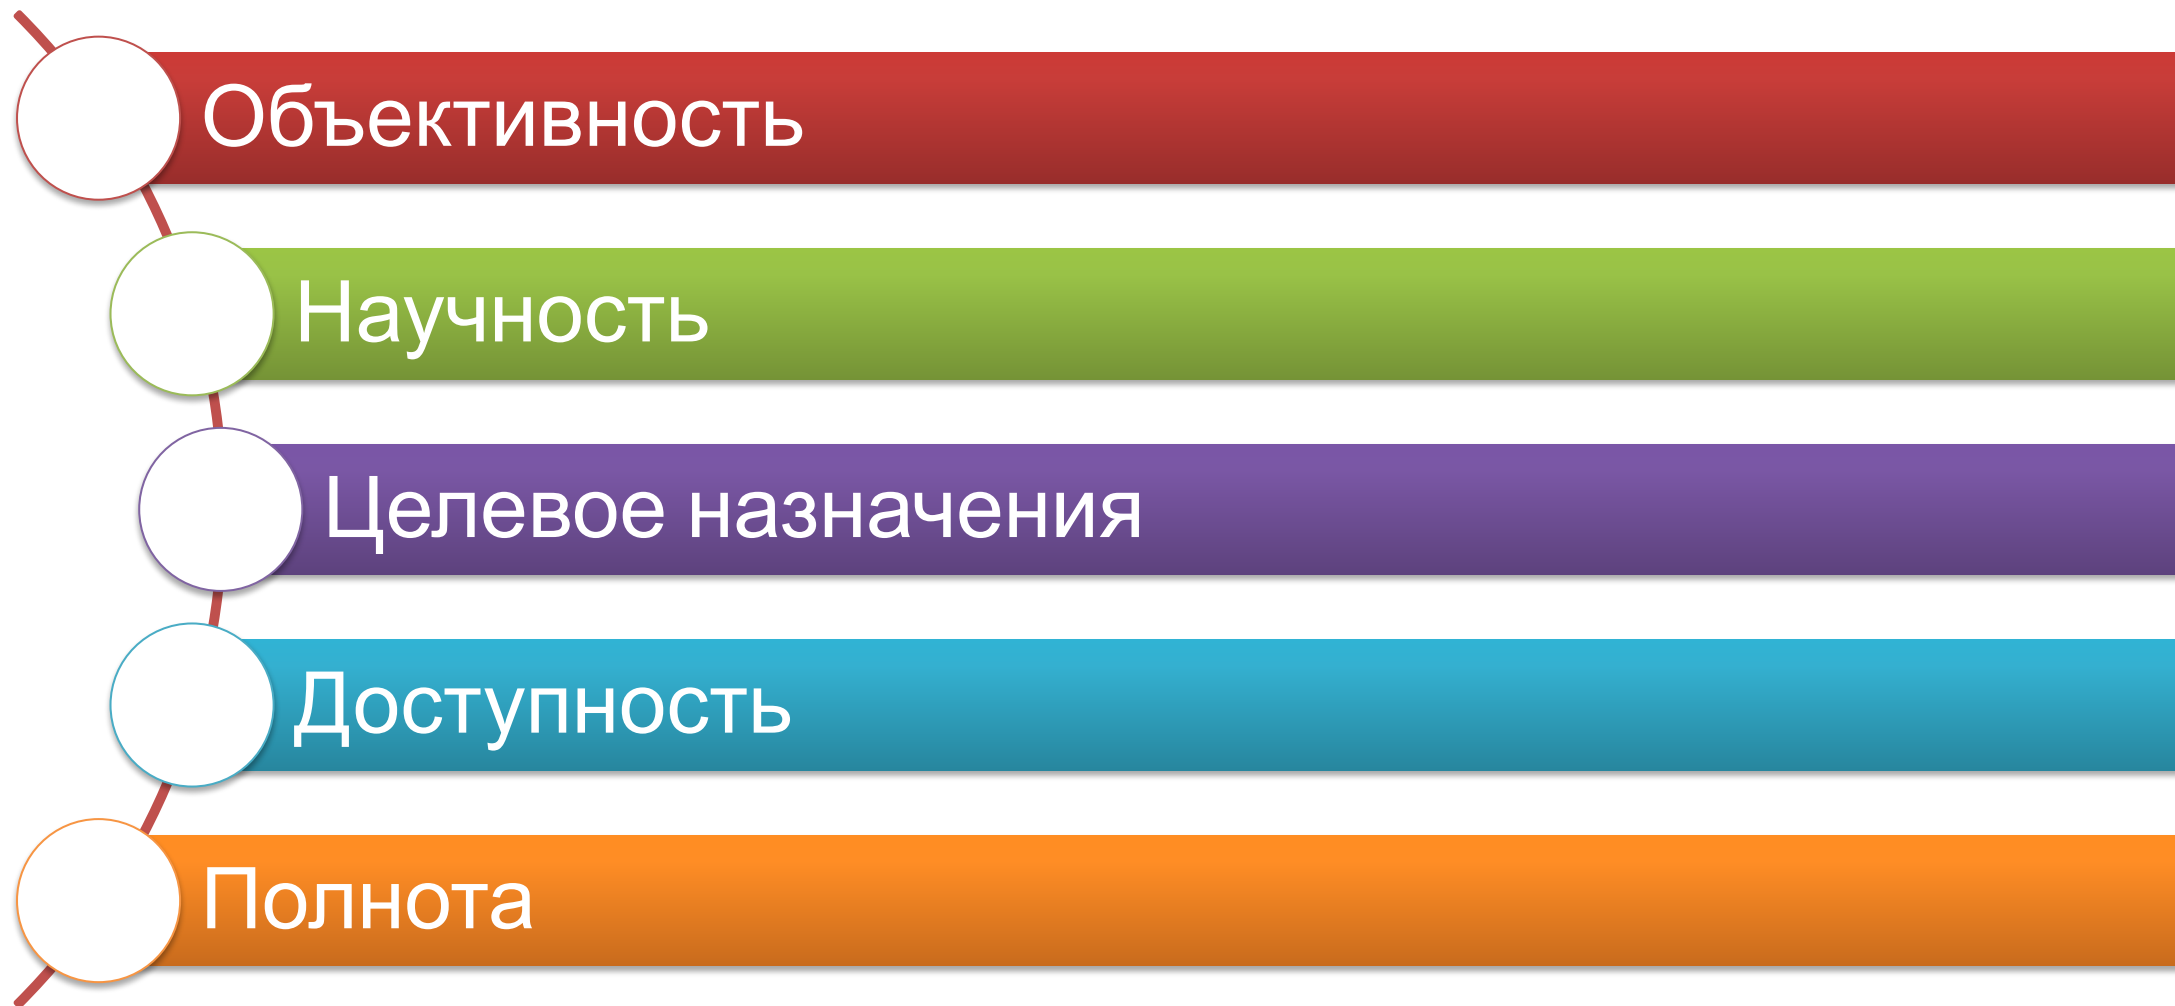 Объективность
Научность
Целевое назначения
Доступность
Полнота